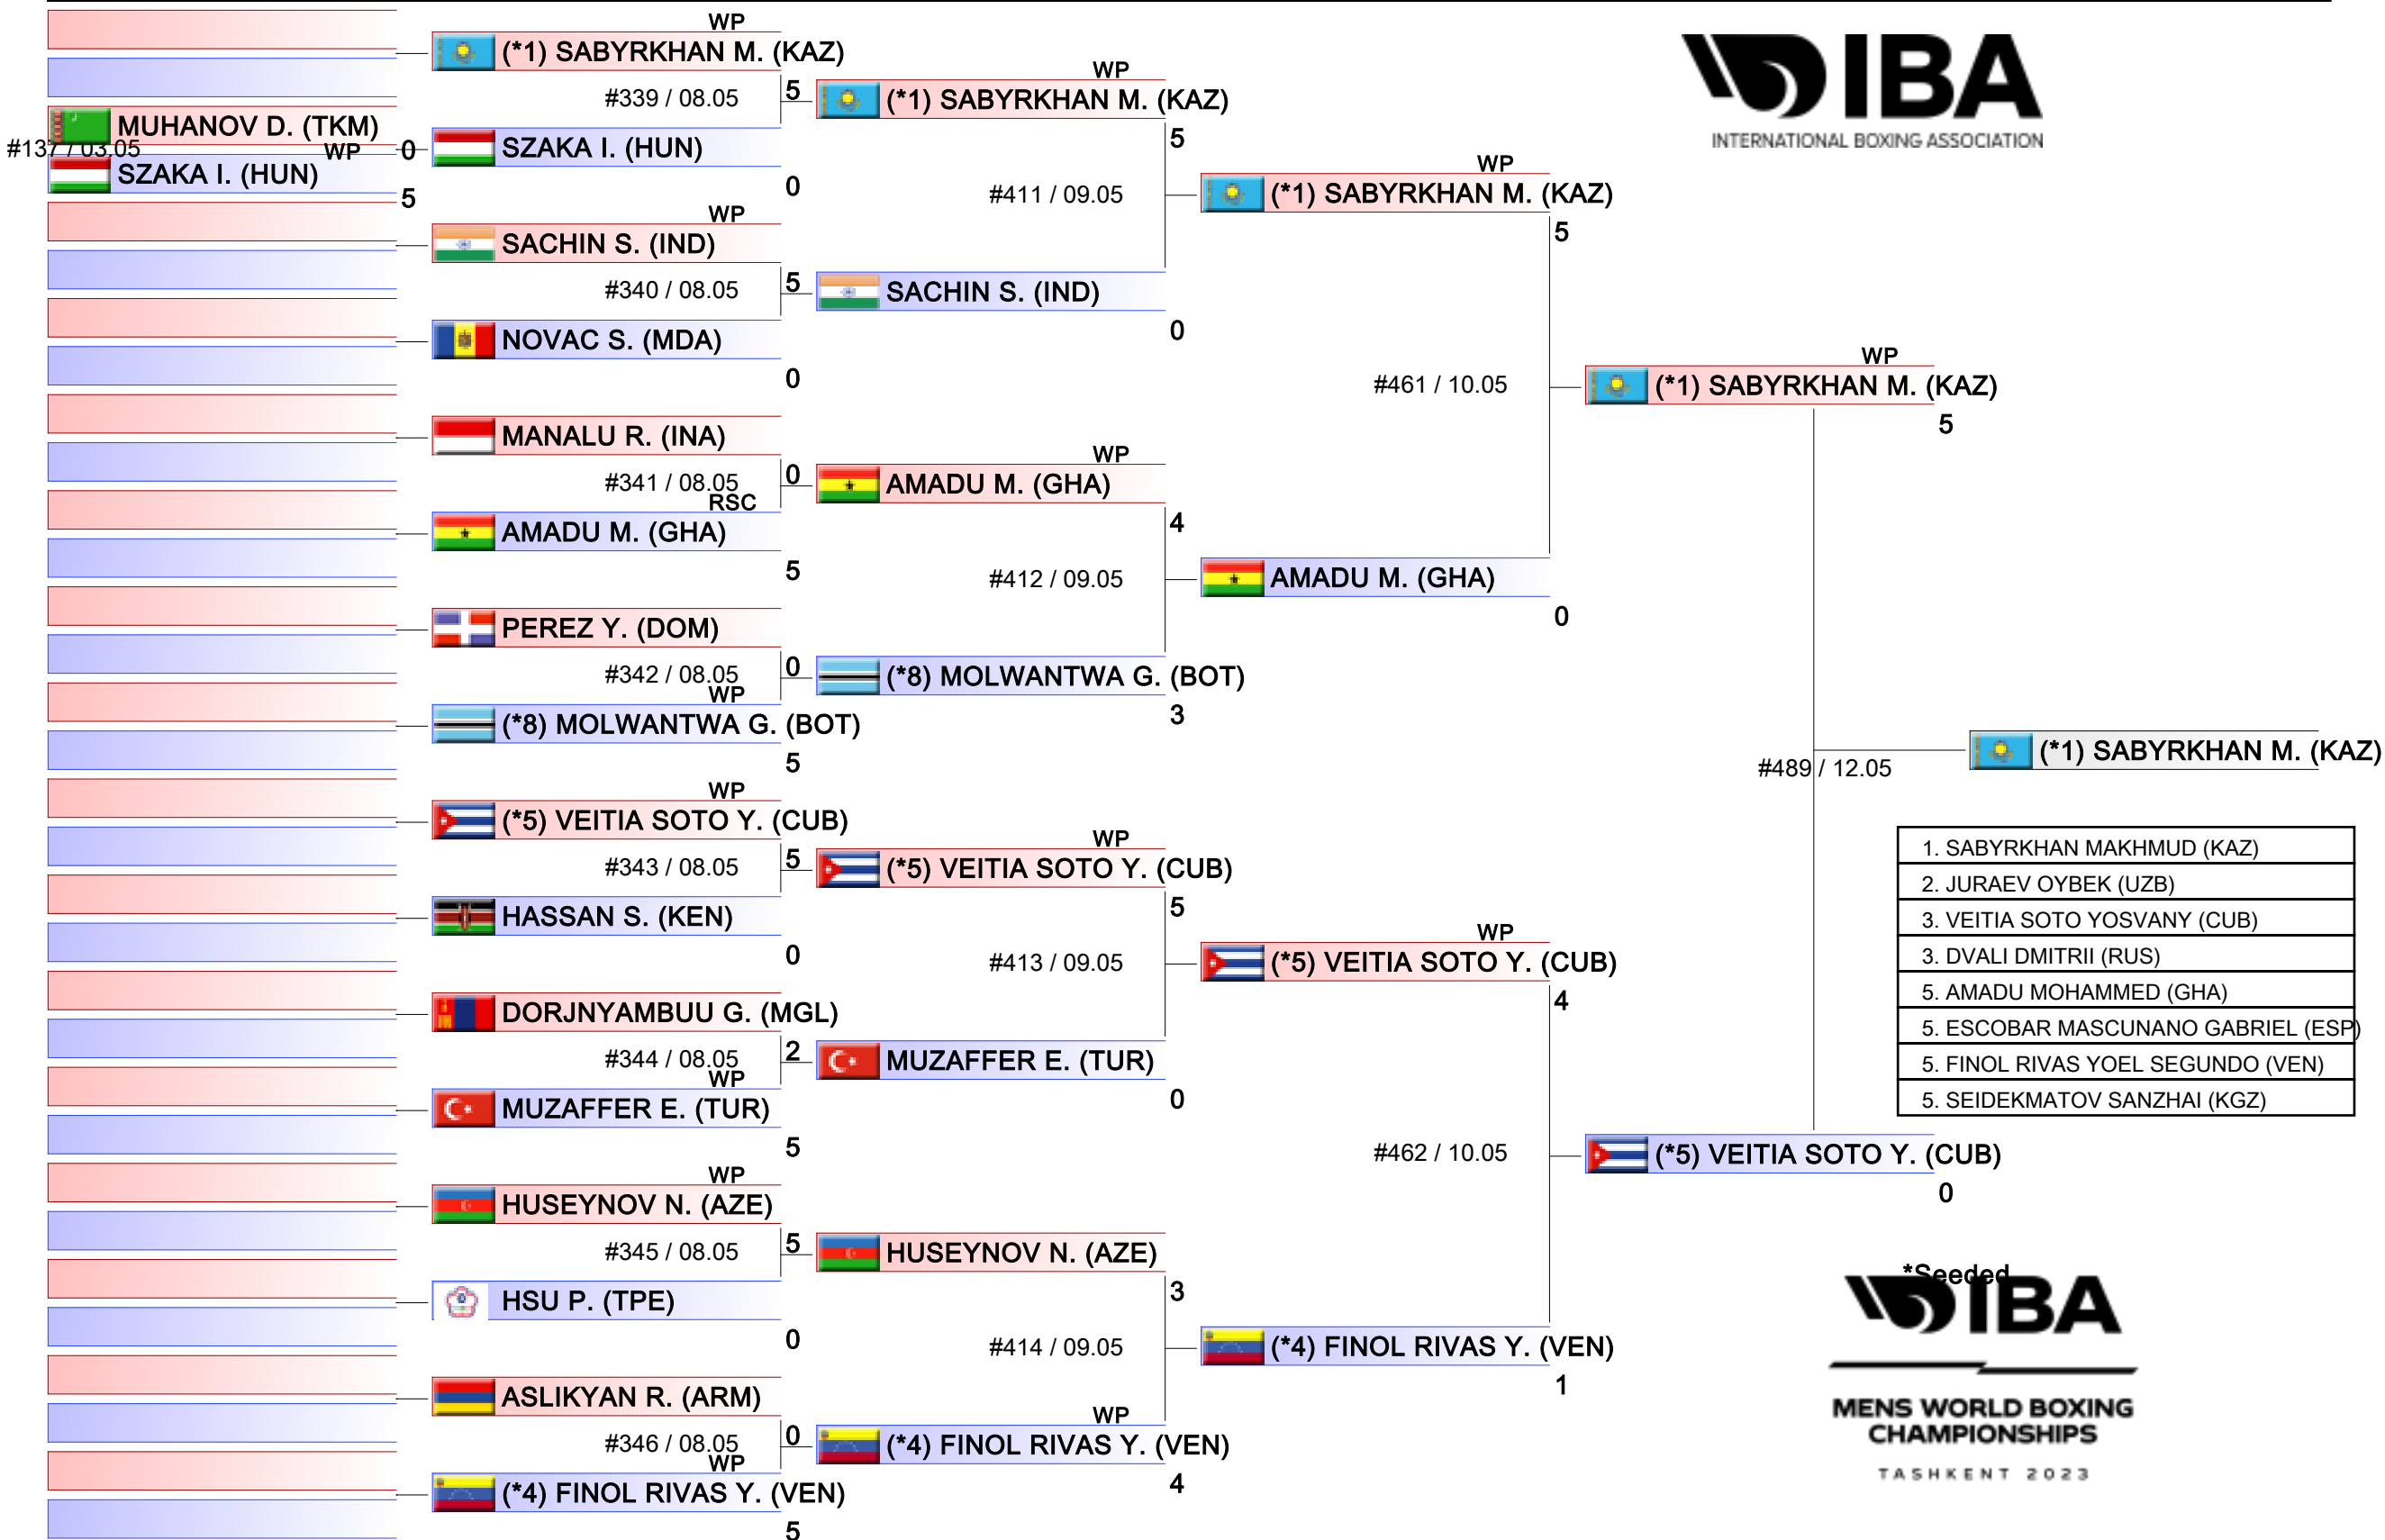 MUHANOV D. (TKM)
#137 / 03.05
WP
0
SZAKA I. (HUN)
5
WP
(*1) SABYRKHAN M. (KAZ)
5
#339 / 08.05
SZAKA I. (HUN)
0
WP
SACHIN S. (IND)
5
#340 / 08.05
NOVAC S. (MDA)
0
MANALU R. (INA)
0
#341 / 08.05
RSC
AMADU M. (GHA)
5
PEREZ Y. (DOM)
0
#342 / 08.05
WP
(*8) MOLWANTWA G. (BOT)
5
WP
(*5) VEITIA SOTO Y. (CUB)
5
#343 / 08.05
HASSAN S. (KEN)
0
DORJNYAMBUU G. (MGL)
2
#344 / 08.05
WP
MUZAFFER E. (TUR)
5
WP
HUSEYNOV N. (AZE)
5
#345 / 08.05
HSU P. (TPE)
0
ASLIKYAN R. (ARM)
0
#346 / 08.05
WP
(*4) FINOL RIVAS Y. (VEN)
5
WP
(*1) SABYRKHAN M. (KAZ)
5
#411 / 09.05
SACHIN S. (IND)
0
WP
AMADU M. (GHA)
4
#412 / 09.05
(*8) MOLWANTWA G. (BOT)
3
WP
(*5) VEITIA SOTO Y. (CUB)
5
#413 / 09.05
MUZAFFER E. (TUR)
0
HUSEYNOV N. (AZE)
3
#414 / 09.05
WP
(*4) FINOL RIVAS Y. (VEN)
4
WP
(*1) SABYRKHAN M. (KAZ)
5
#461 / 10.05
AMADU M. (GHA)
0
WP
(*5) VEITIA SOTO Y. (CUB)
4
#462 / 10.05
(*4) FINOL RIVAS Y. (VEN)
1
WP
(*1) SABYRKHAN M. (KAZ)
5
#489 / 12.05
(*5) VEITIA SOTO Y. (CUB)
0
(*1) SABYRKHAN M. (KAZ)
IBA
INTERNATIONAL BOXING ASSOCIATION
1. SABYRKHAN MAKHMUD (KAZ)
2. JURAEV OYBEK (UZB)
3. VEITIA SOTO YOSVANY (CUB)
3. DVALI DMITRII (RUS)
5. AMADU MOHAMMED (GHA)
5. ESCOBAR MASCUNANO GABRIEL (ESP)
5. FINOL RIVAS YOEL SEGUNDO (VEN)
5. SEIDEKMATOV SANZHAI (KGZ)
*Seeded
IBA
MENS WORLD BOXING
CHAMPIONSHIPS
TASHKENT 2023